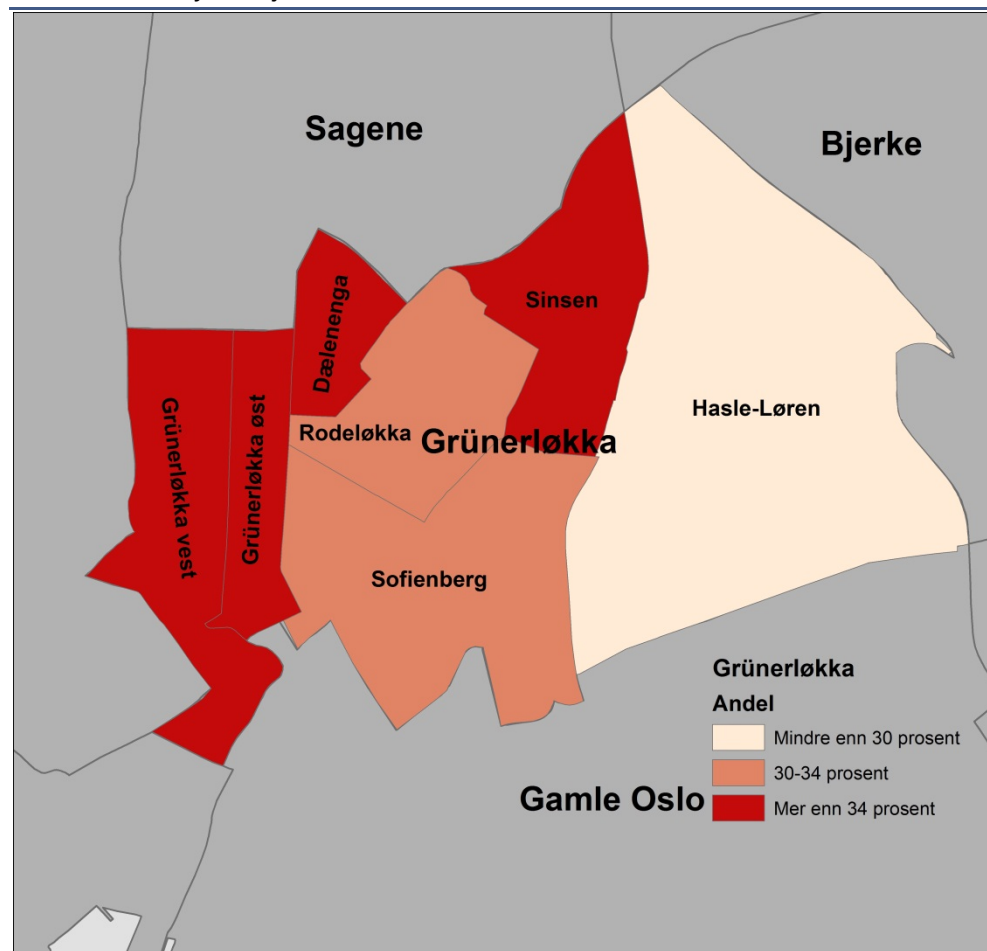 Sagene
Bjerke
Sinsen
Dælenenga
Hasle-Løren
Grünerløkka vest
Grünerløkka øst
Rodeløkka
Grünerløkka
Sofienberg
Grünerløkka
Andel
Mindre enn 30 prosent
30-34 prosent
Mer enn 34 prosent
Gamle Oslo